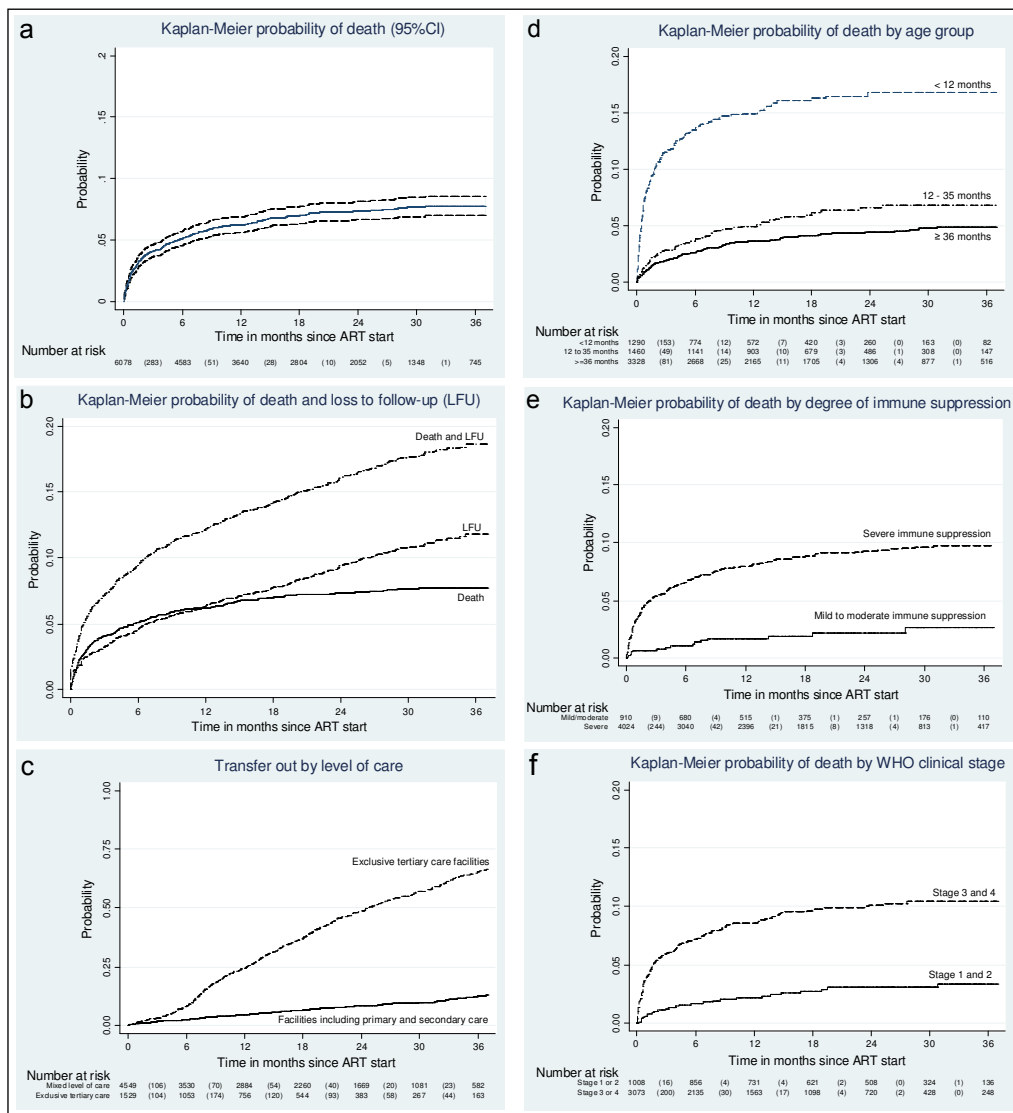 a
Kaplan-Meier probability of death (95%CI)
Probability
.2
.15
.1
.05
0
0 6 12 18 24 30 36
Time in months since ART start
Number at risk
6078 (283) 4583 (51) 3640 (28) 2804 (10) 2052 (5) 1348 (1) 745
b
Kaplan-Meier probability of death and loss to follow-up (LFU)
Probability
0.20
0.15
0.10
0.05
0.00
Death and LFU
LFU
Death
0 6 12 18 24 30 36
Time in months since ART start
c
Transfer out by level of care
Probability
1.00
0.75
0.50
0.25
0.00
Exclusive tertiary care facilities
Facilities including primary and secondary care
0 6 12 18 24 30 36
Time in months since ART start
Number at risk
Mixed level of care 4549 (106) 3530 (70) 2884 (54) 2260 (40) 1669 (20) 1081 (23) 582
Exclusive tertiary care 1529 (104) 1053 (174) 756 (120) 544 (93) 383 (58) 267 (44) 163
d
Kaplan-Meier probability of death by age group
Probability
0.20
0.15
0.10
0.05
0.00
< 12 months
12 - 35 months
≥ 36 months
0 6 12 18 24 30 36
Time in months since ART start
Number at risk
<12 months 1290 (153) 774 (12) 572 (7) 420 (3) 260 (0) 163 (0) 82
12 to 35 months 1460 (49) 1141 (14) 903 (10) 679 (3) 486 (1) 308 (0) 147
>=36 months 3328 (81) 2668 (25) 2165 (11) 1705 (4) 1306 (4) 877 (1) 516
e
Kaplan-Meier probability of death by degree of immune suppression
Probability
0.20
0.15
0.10
0.05
0.00
Severe immune suppression
Mild to moderate immune suppression
0 6 12 18 24 30 36
Time in months since ART start
Number at risk
Mild/moderate 910 (9) 680 (4) 515 (1) 375 (1) 257 (1) 176 (0) 110
Severe 4024 (244) 3040 (42) 2396 (21) 1815 (8) 1318 (4) 813 (1) 417
f
Kaplan-Meier probability of death by WHO clinical stage
Probability
0.20
0.15
0.10
0.05
0.00
Stage 3 and 4
Stage 1 and 2
0 6 12 18 24 30 36
Time in months since ART start
Number at risk
Stage 1 or 2 1008 (16) 856 (4) 731 (4) 621 (2) 508 (0) 324 (1) 136
Stage 3 or 4 3073 (200) 2135 (30) 1563 (17) 1098 (4) 720 (2) 428 (0) 248